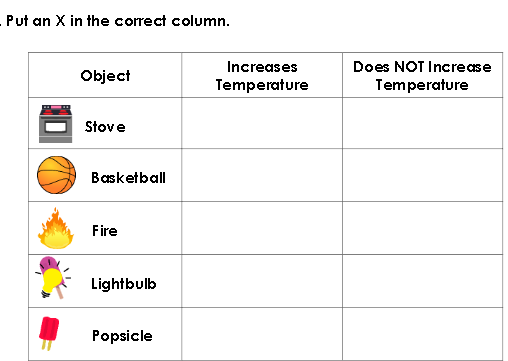 . Put an X in the correct column.
Object
Increases
Temperature
Does NOT Increase
Temperature
Stove
Basketball
Fire
Lightbulb
Popsicle